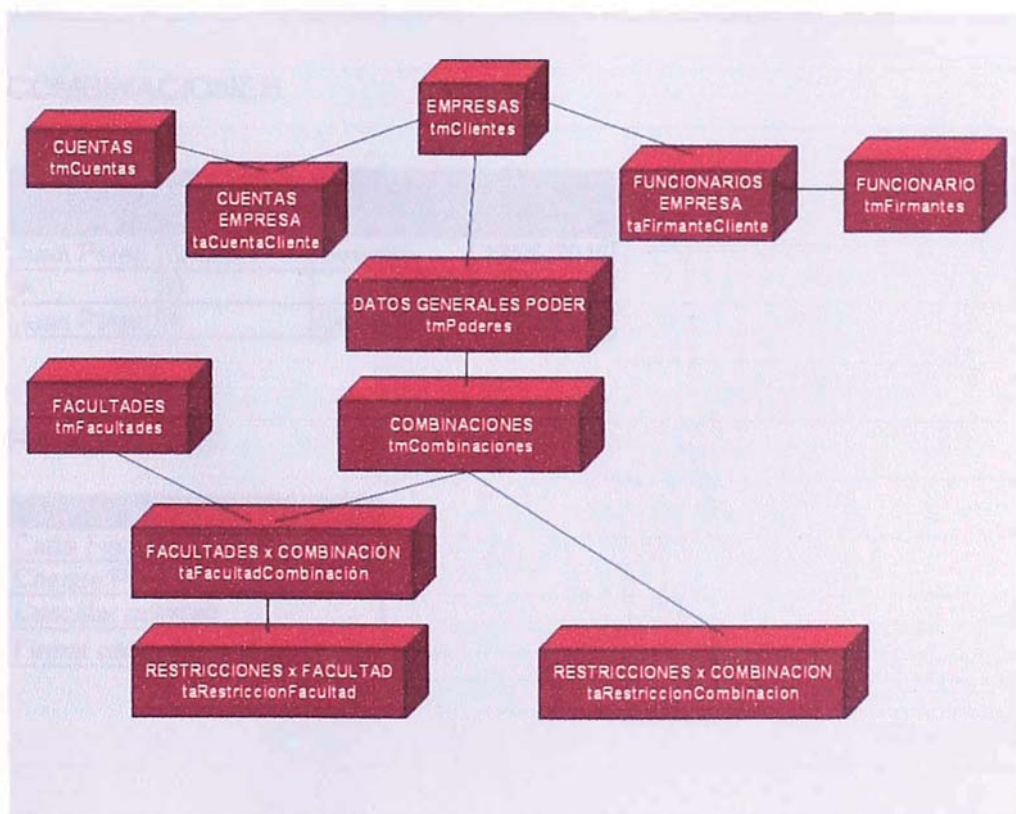 COMBINACIONES
EMPRESAS
tmClientes
CUENTAS
tmCuentas
CUENTAS
EMPRESA
taCuentaCliente
FUNCIONARIOS
EMPRESA
taFirmanteCliente
FUNCIONARIO
tmFirmantes
DATOS GENERALES PODER
tmPoderes
FACULTADES
tmFacultades
COMBINACIONES
tmCombinaciones
FACULTADES x COMBINACIÓN
taFacultadCombinación
RESTRICCIONES x FACULTAD
taRestriccionFacultad
RESTRICCIONES x COMBINACION
taRestriccionCombinacion